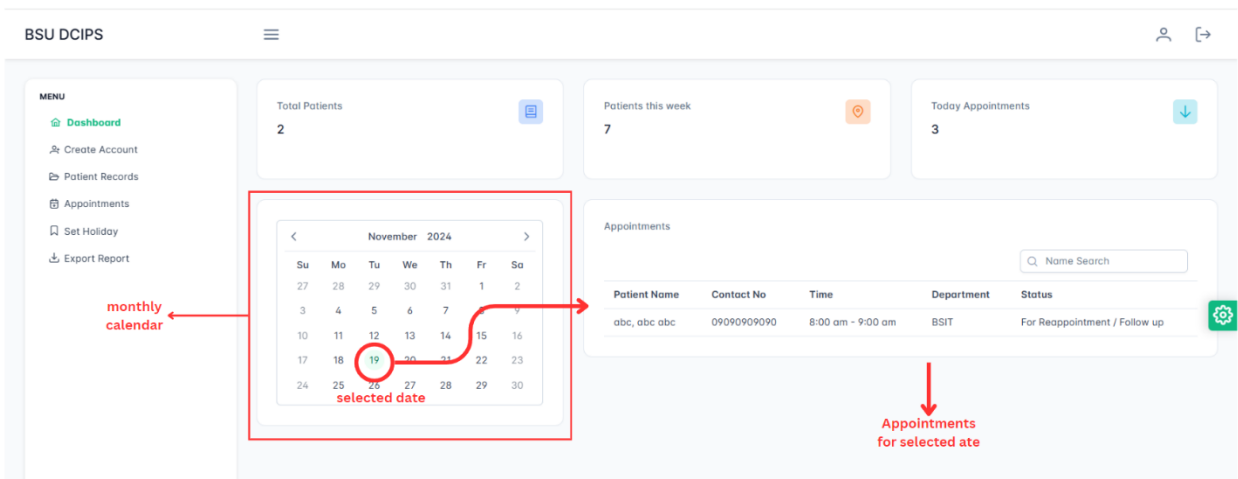 BSU DCIPS
MENU
Dashboard
Create Account
Patient Records
Appointments
Set Holiday
Export Report
Total Patients
2
Patients this week
7
Today Appointments
3
monthly
calendar
November 2024
Su Mo Tu We Th Fr Sa
27 28 29 30 31 1 2
3 4 5 6 7 8 9
10 11 12 13 14 15 16
17 18 19 20 21 22 23
24 25 26 27 28 29 30
selected date
Appointments
Name Search
Patient Name Contact No Time Department Status
abc, abc abc 09090909090 8:00 am - 9:00 am BSIT For Reappointment / Follow up
Appointments
for selected ate